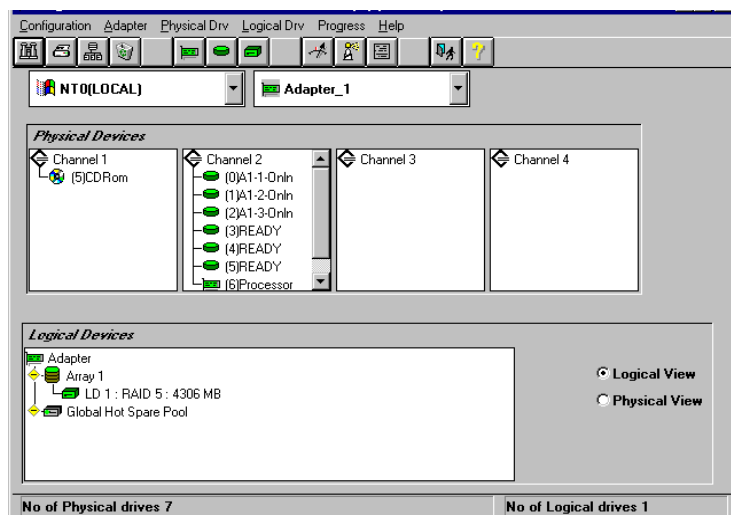 Configuration Adapter Physical Drv Logical Drv Progress Help
NT0(LOCAL) Adapter_1
Physical Devices
Channel 1
(5)CDRom
Channel 2
(0)A1-1-Onln
(1)A1-2-Onln
(2)A1-3-Onln
(3)READY
(4)READY
(5)READY
(6)Processor
Channel 3
Channel 4
Logical Devices
Adapter
Array 1
LD 1 : RAID 5 : 4306 MB
Global Hot Spare Pool
Logical View
Physical View
No of Physical drives 7
No of Logical drives 1